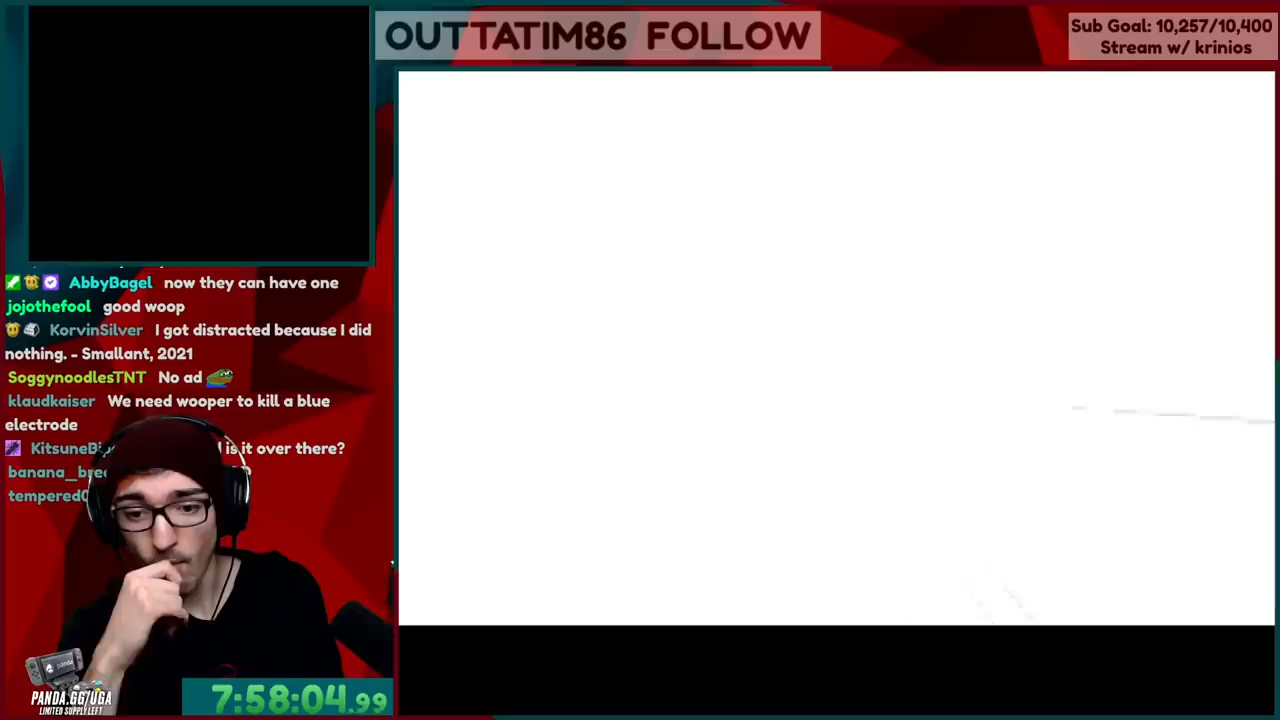 OUTTATIM86 FOLLOW
Sub Goal: 10,257/10,400
Stream w/ krinios
AbbyBagel now they can have one
jojothefool good woop
KorvinSilver I got distracted because I did
nothing. - Smallant, 2021
SoggynoodlesTNT No ad
klaudkaiser We need wooper to kill a blue
electrode
is it over there?
PANDA.GG/UGA
LIMITED SUPPLY LEFT
7:58:04.99